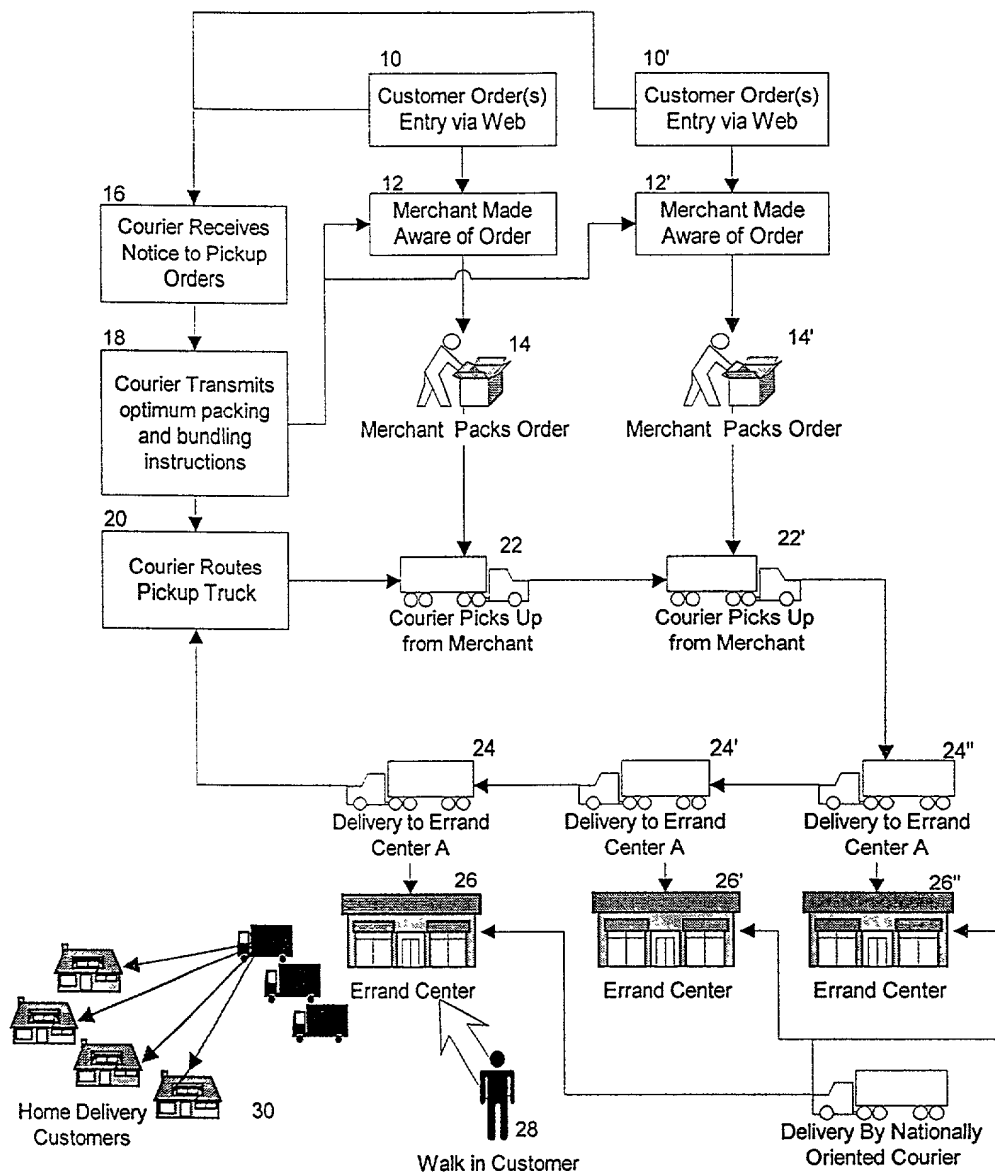 10
10'
Customer Order(s)
Entry via Web
Customer Order(s)
Entry via Web
16
12
12'
Courier Receives
Notice to Pickup
Orders
Merchant Made
Aware of Order
Merchant Made
Aware of Order
18
14
14'
Courier Transmits
optimum packing
and bundling
instructions
Merchant Packs Order
Merchant Packs Order
20
22
22'
Courier Routes
Pickup Truck
Courier Picks Up
from Merchant
Courier Picks Up
from Merchant
24
24'
24"
Delivery to Errand
Center A
Delivery to Errand
Center A
Delivery to Errand
Center A
26
26'
26"
Errand Center
Errand Center
Errand Center
Home Delivery
Customers
30
28
Walk in Customer
Delivery By Nationally
Oriented Courier